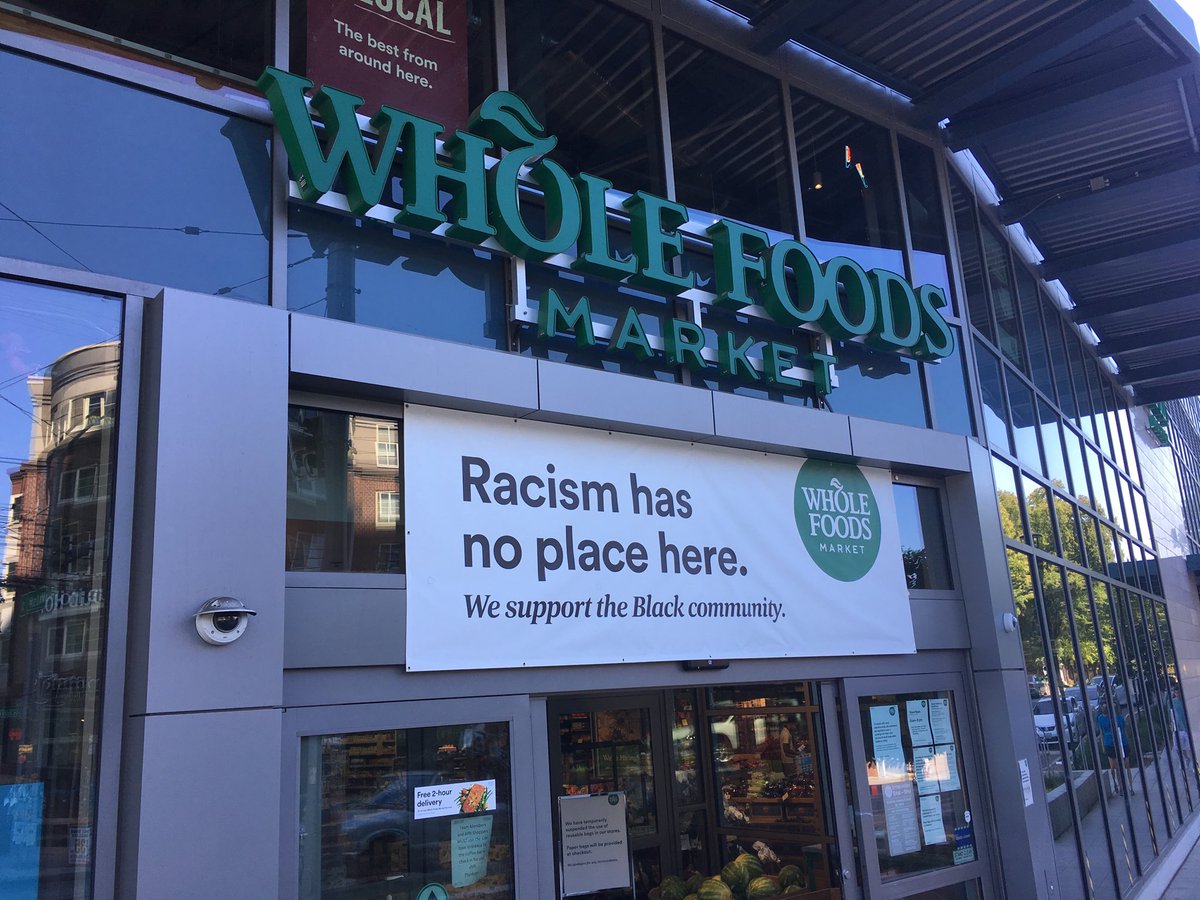 LOCAL
The best from
around here.
WHOLE FOODS
MARKET
Racism has
no place here.
We support the Black community.
WHOLE
FOODS
MARKET
Free 2-hour
delivery
We have temporarily
suspended the use of
reusable bags in our stores.
Paper bags will be
provided at checkout.